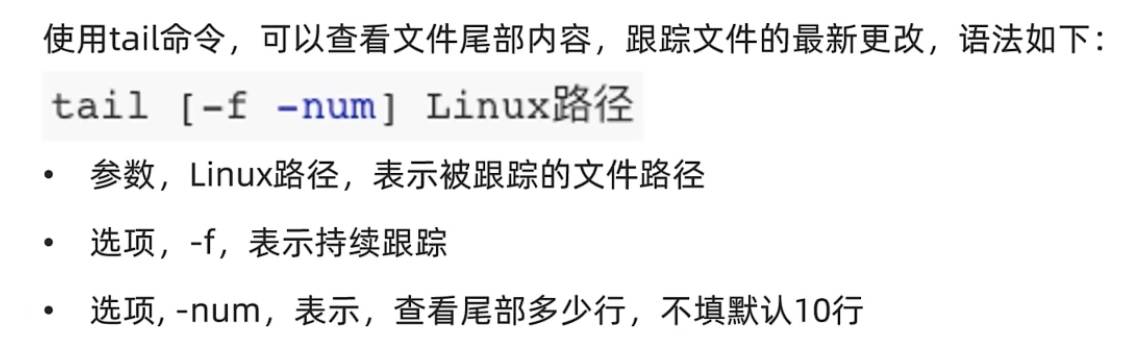 使用tail命令，可以查看文件尾部内容，跟踪文件的最新更改，语法如下：
tail [-f -num] Linux路径
• 参数，Linux路径，表示被跟踪的文件路径
• 选项，-f，表示持续跟踪
• 选项, -num，表示，查看尾部多少行，不填默认10行